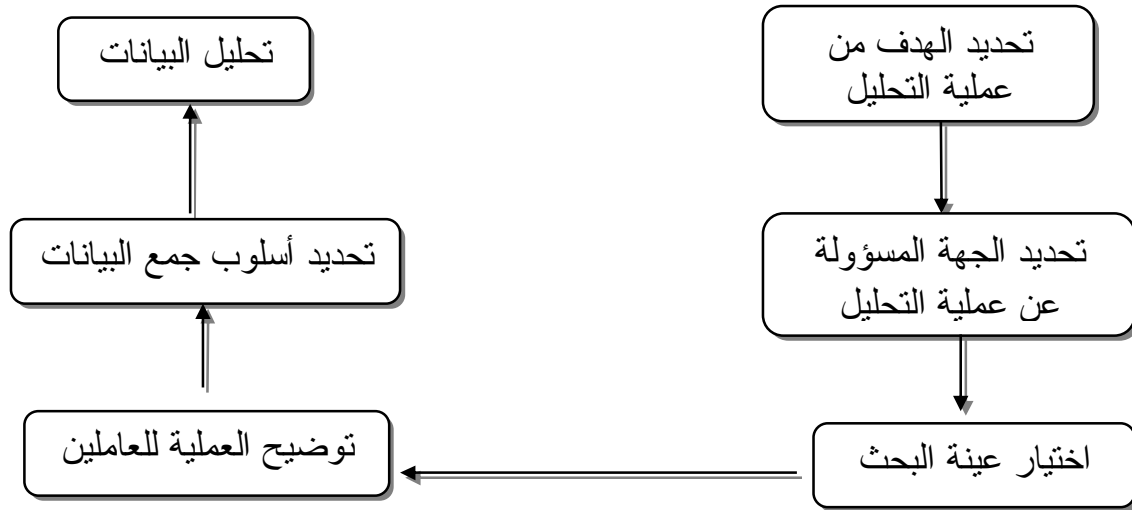 تحديد الهدف من
عملية التحليل
تحديد الجهة المسؤولة
عن عملية التحليل
اختيار عينة البحث
توضيح العملية للعاملين
تحديد أسلوب جمع البيانات
تحليل البيانات